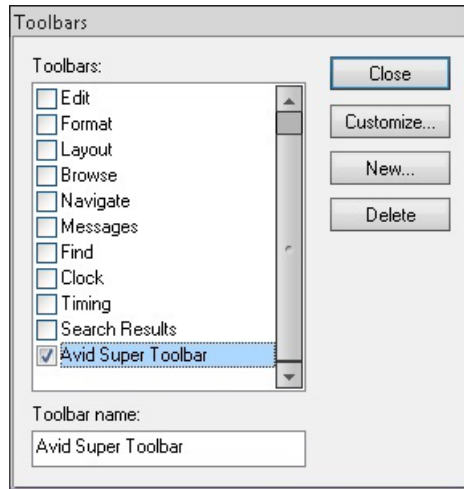 Toolbars
Toolbars:
Edit
Format
Layout
Browse
Navigate
Messages
Find
Clock
Timing
Search Results
Avid Super Toolbar
Close
Customize...
New...
Delete
Toolbar name:
Avid Super Toolbar